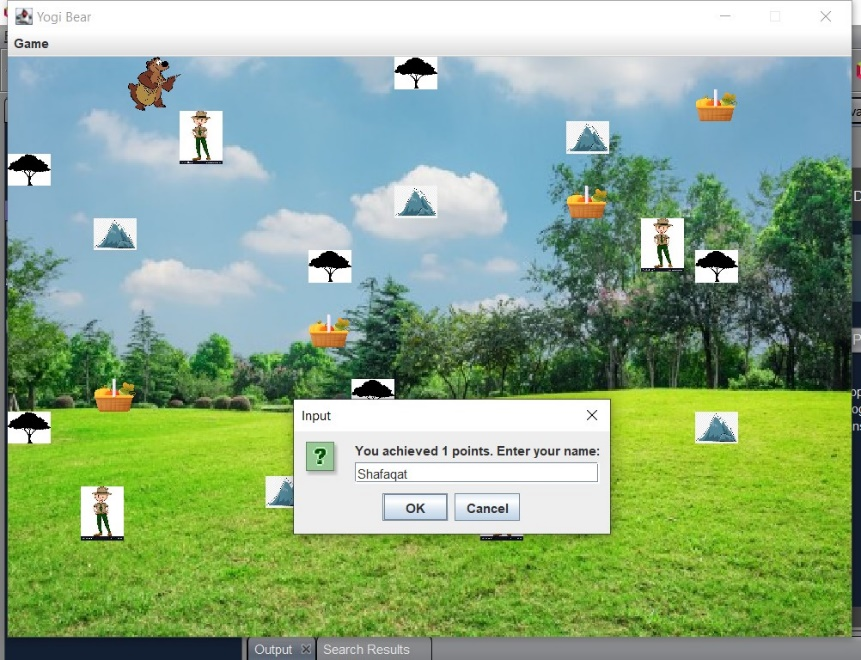 Yogi Bear
Game
Input
You achieved 1 points. Enter your name:
Shafaqat
OK
Cancel
Output
Search Results